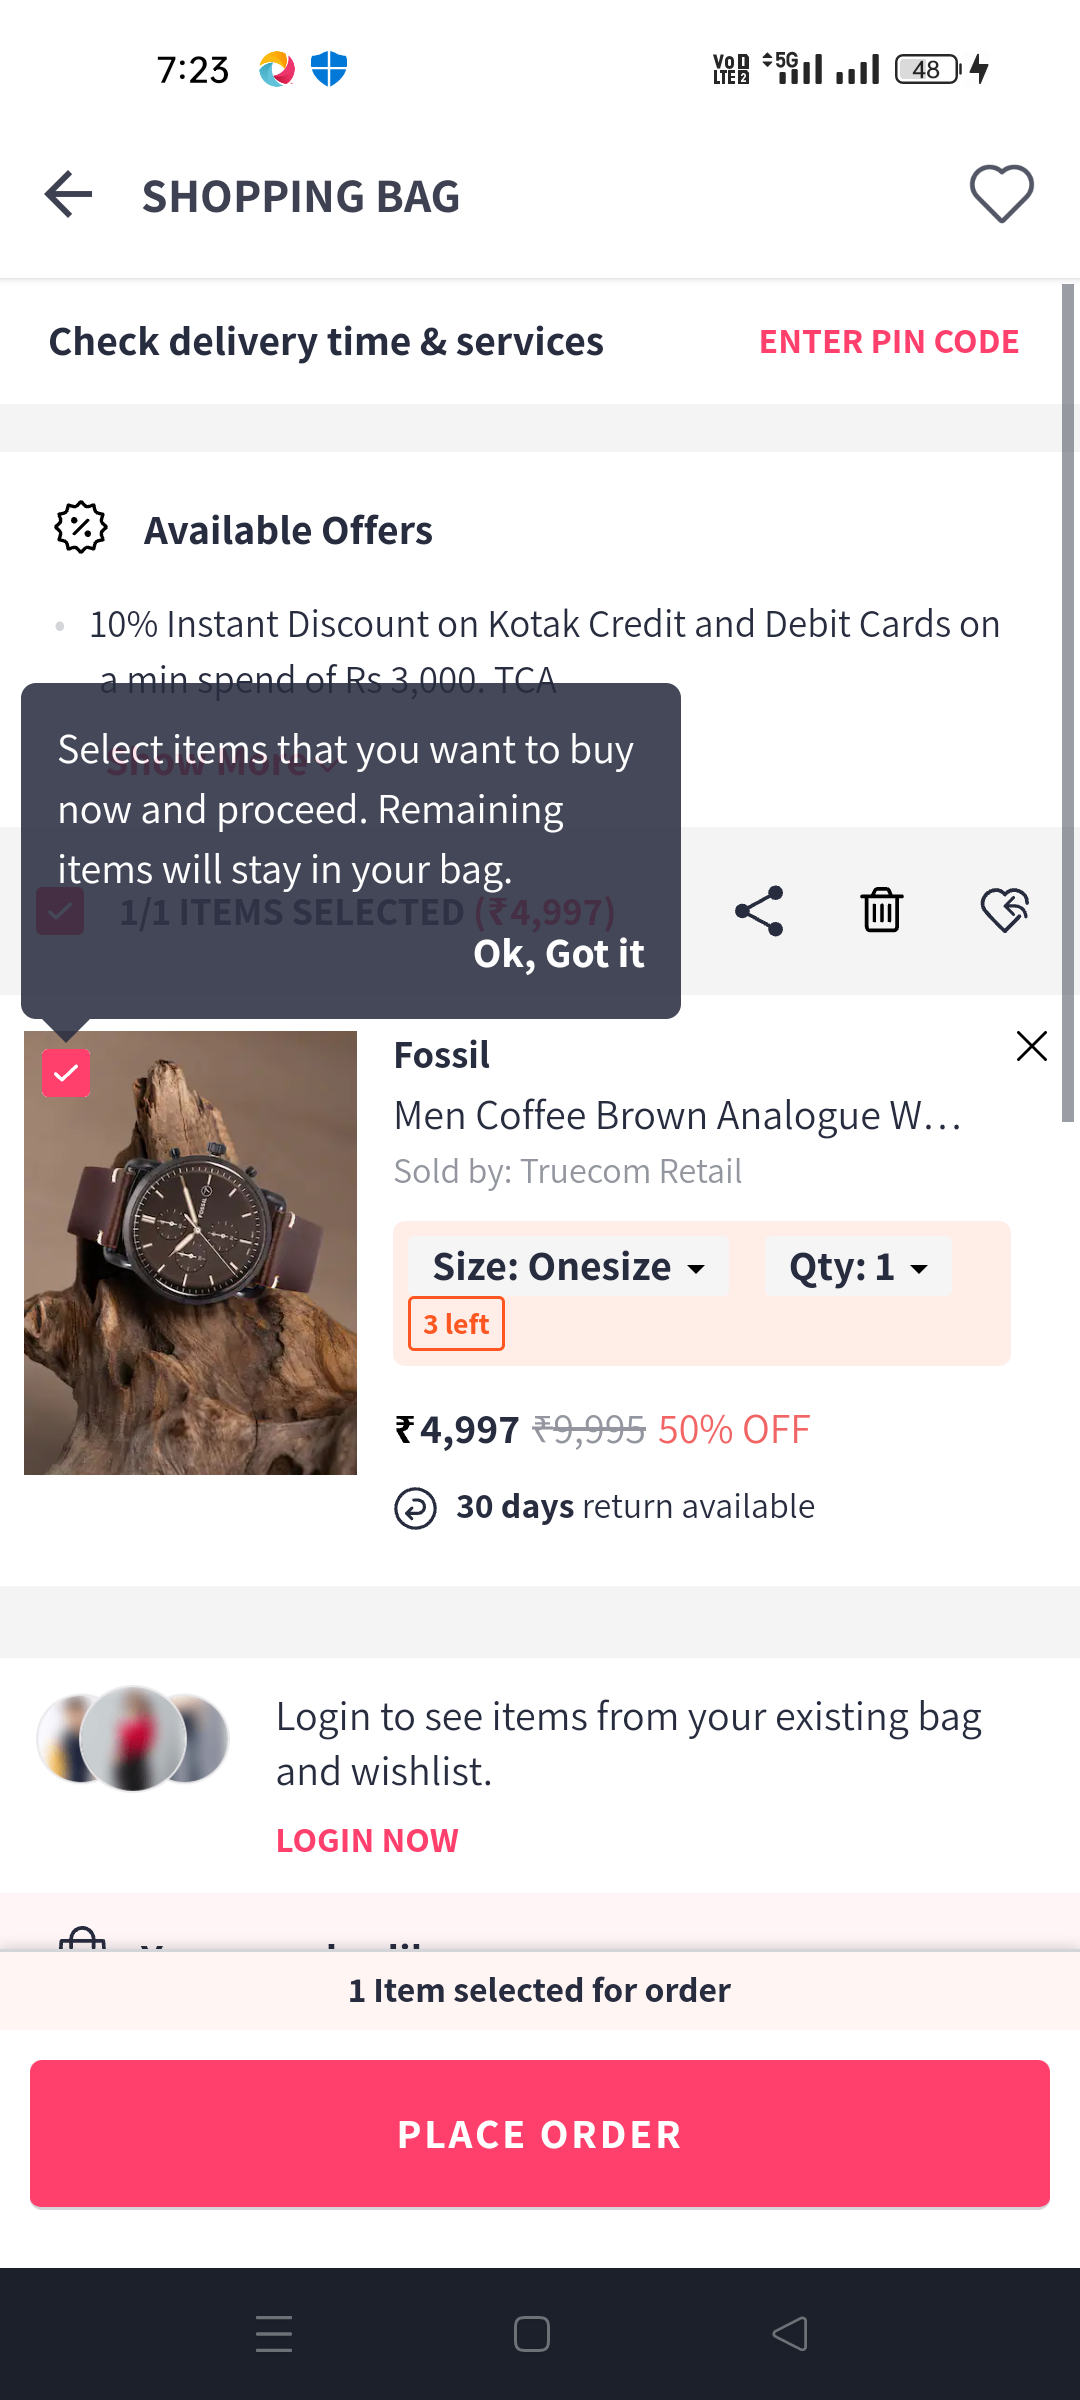 7:23
VoD LTE2 5G 48
SHOPPING BAG
Check delivery time & services ENTER PIN CODE
Available Offers
• 10% Instant Discount on Kotak Credit and Debit Cards on
a min spend of Rs 3,000. TCA
Show More
Select items that you want to buy
now and proceed. Remaining
items will stay in your bag.
1/1 ITEMS SELECTED (₹4,997)
Ok, Got it
Fossil
Men Coffee Brown Analogue W...
Sold by: Truecom Retail
Size: Onesize Qty: 1
3 left
₹4,997 ₹9,995 50% OFF
30 days return available
Login to see items from your existing bag
and wishlist.
LOGIN NOW
1 Item selected for order
PLACE ORDER